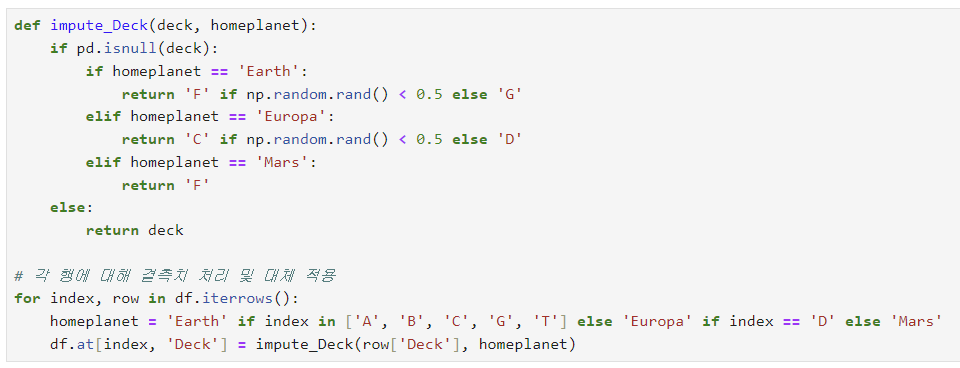 def impute_Deck(deck, homeplanet):
    if pd.isnull(deck):
        if homeplanet == 'Earth':
            return 'F' if np.random.rand() < 0.5 else 'G'
        elif homeplanet == 'Europa':
            return 'C' if np.random.rand() < 0.5 else 'D'
        elif homeplanet == 'Mars':
            return 'F'
    else:
        return deck

# 각 형에 대해 결측치 처리 및 대체 적용
for index, row in df.iterrows():
    homeplanet = 'Earth' if index in ['A', 'B', 'C', 'G', 'T'] else 'Europa' if index == 'D' else 'Mars'
    df.at[index, 'Deck'] = impute_Deck(row['Deck'], homeplanet)